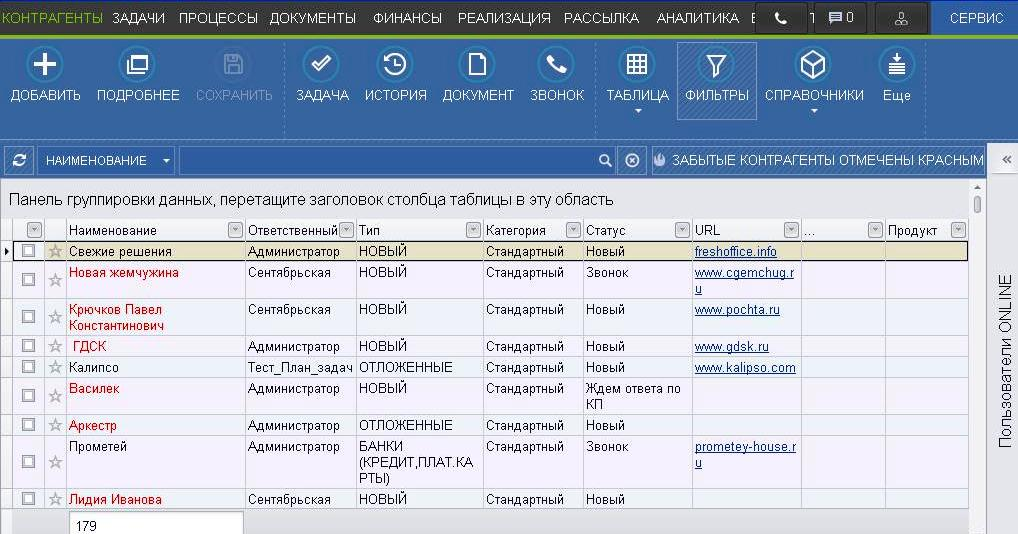 КОНТРАГЕНТЫ ЗАДАЧИ ПРОЦЕССЫ ДОКУМЕНТЫ ФИНАНСЫ РЕАЛИЗАЦИЯ РАССЫЛКА АНАЛИТИКА 0 СЕРВИС
ДОБАВИТЬ ПОДРОБНЕЕ СОХРАНИТЬ ЗАДАЧА ИСТОРИЯ ДОКУМЕНТ ЗВОНОК ТАБЛИЦА ФИЛЬТРЫ СПРАВОЧНИКИ Еще
НАИМЕНОВАНИЕ ЗАБЫТЫЕ КОНТРАГЕНТЫ ОТМЕЧЕНЫ КРАСНЫМ
Панель группировки данных, перетащите заголовок столбца таблицы в эту область
Наименование Ответственный Тип Категория Статус URL ... Продукт
Свежие решения Администратор НОВЫЙ Стандартный Новый freshoffice.info
Новая жемчужина Сентябрьская НОВЫЙ Стандартный Звонок www.cgemchug.r
u
Крючков Павел Сентябрьская НОВЫЙ Стандартный Новый www.pochta.ru
Константинович
ГДСК Администратор НОВЫЙ Стандартный Новый www.gdsk.ru
Калипсо Тест_План_задач ОТЛОЖЕННЫЕ Стандартный Новый www.kalipso.com
Василек Администратор НОВЫЙ Стандартный Ждем ответа по
КП
Аркестр Администратор ОТЛОЖЕННЫЕ Стандартный Новый
Прометей Администратор БАНКИ Стандартный Звонок prometey-house.r
(КРЕДИТ,ПЛАТ.КА u
РТЫ)
Лидия Иванова Сентябрьская НОВЫЙ Стандартный Новый
179
Пользователи ONLINE